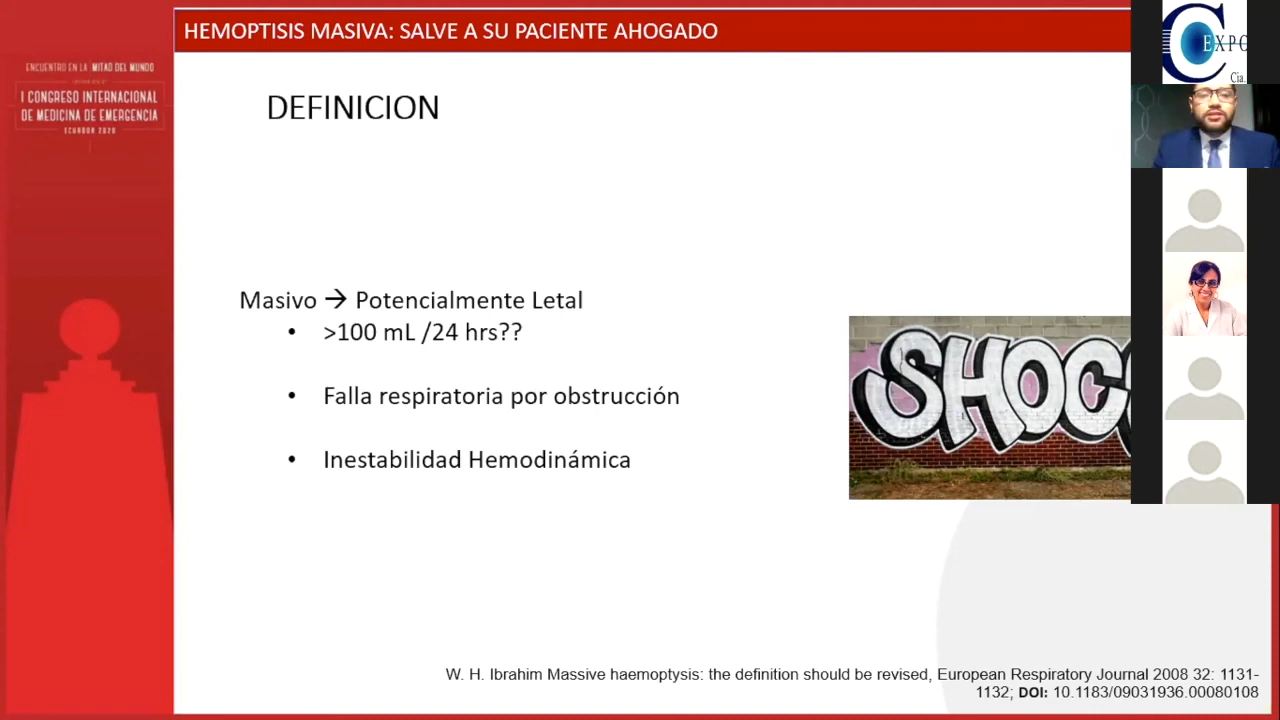 HEMOPTISIS MASIVA: SALVE A SU PACIENTE AHOGADO
ENCUENTRO EN LA MITAD DEL MUNDO
I CONGRESO INTERNACIONAL
DE MEDICINA DE EMERGENCIA
ECUADOR 2020
DEFINICION
Masivo → Potencialmente Letal
• >100 mL /24 hrs??
• Falla respiratoria por obstrucción
• Inestabilidad Hemodinámica
SHOC
C
EXPO
Cia.
W. H. Ibrahim Massive haemoptysis: the definition should be revised, European Respiratory Journal 2008 32: 1131-
1132; DOI: 10.1183/09031936.00080108